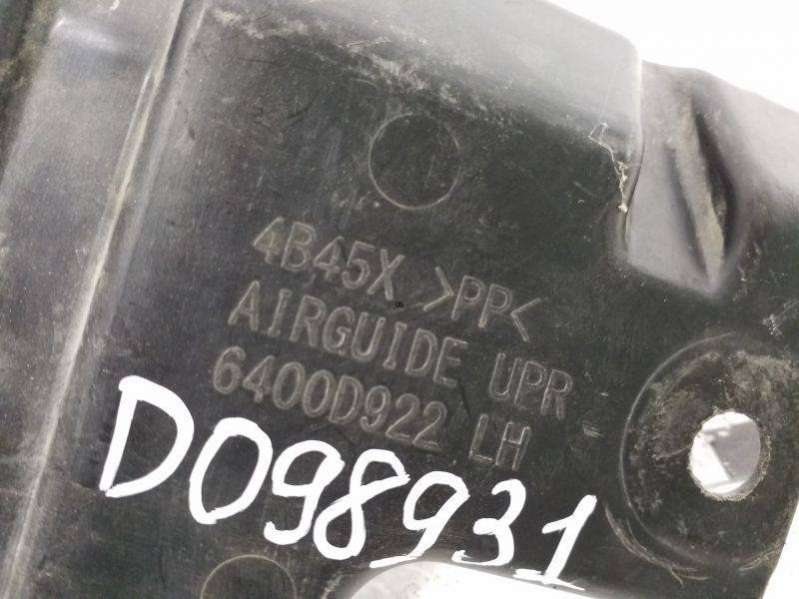 4B45X >PP<
AIRGUIDE UPR
6400D922 LH
D098931